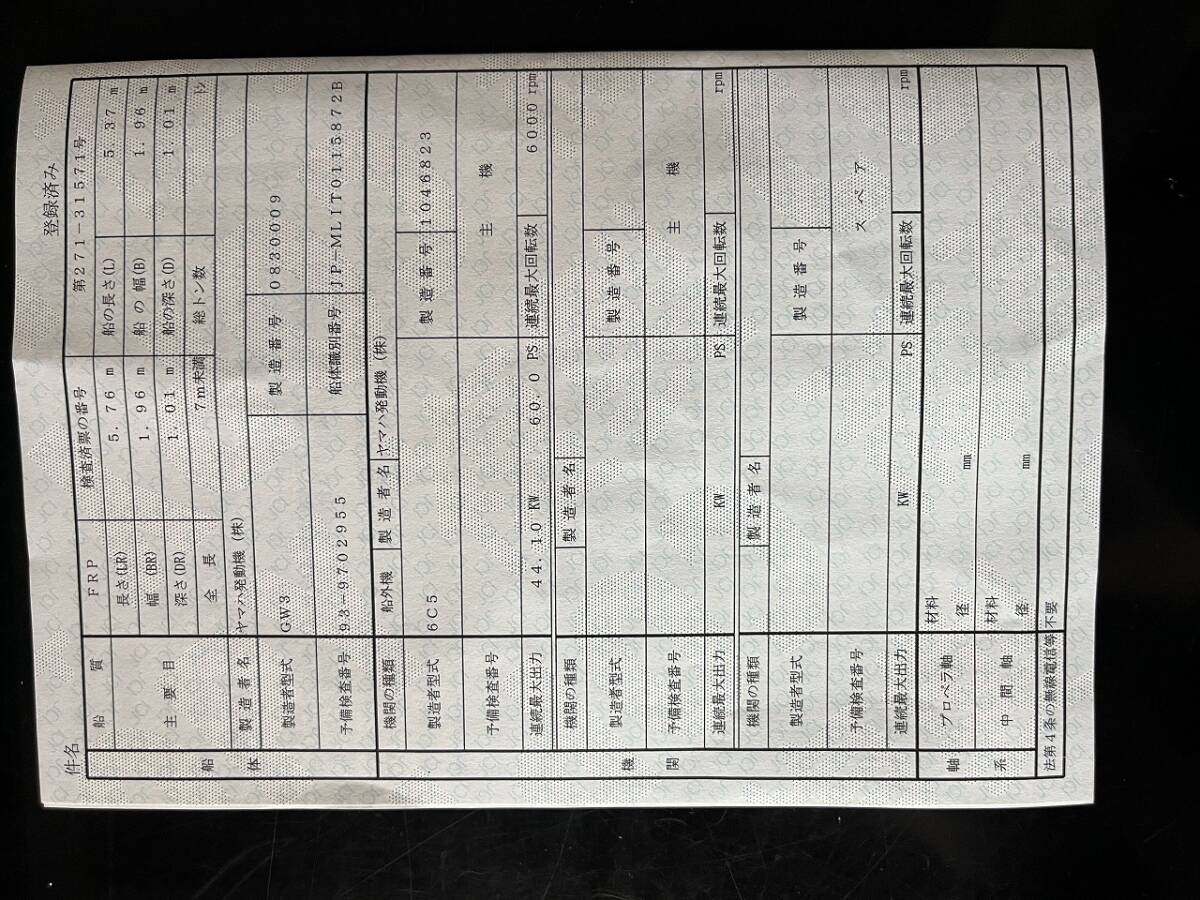 件名 登録済み
船質 FRP 検査済票の番号 第271-31571号
主要目 長さ(LR) 5.76 m 船の長さ(L) 5.37 m
幅(BR) 1.96 m 船の幅(B) 1.96 m
深さ(DR) 1.01 m 船の深さ(D) 1.01 m
全長 7m未満 総トン数 トン
船体
製造者名 ヤマハ発動機(株)
製造者型式 GW3 製造番号 0830009
予備検査番号 93-9702955 船体識別番号 JP-MLIT0115872B
機関の種類 船外機 製造者名 ヤマハ発動機(株)
製造者型式 6C5 製造番号 1046823
予備検査番号 主機
連続最大出力 44.10 KW 60.0 PS 連続最大回転数 6000 rpm
機関
機関の種類 製造者名
製造者型式 製造番号
予備検査番号 主機
連続最大出力 KW PS 連続最大回転数 rpm
機関の種類 製造者名
製造者型式 製造番号
予備検査番号 スペア
連続最大出力 KW PS 連続最大回転数 rpm
軸系
プロペラ軸 材料
径 mm
中間軸 材料
径 mm
法第4条の無線電信等 不要